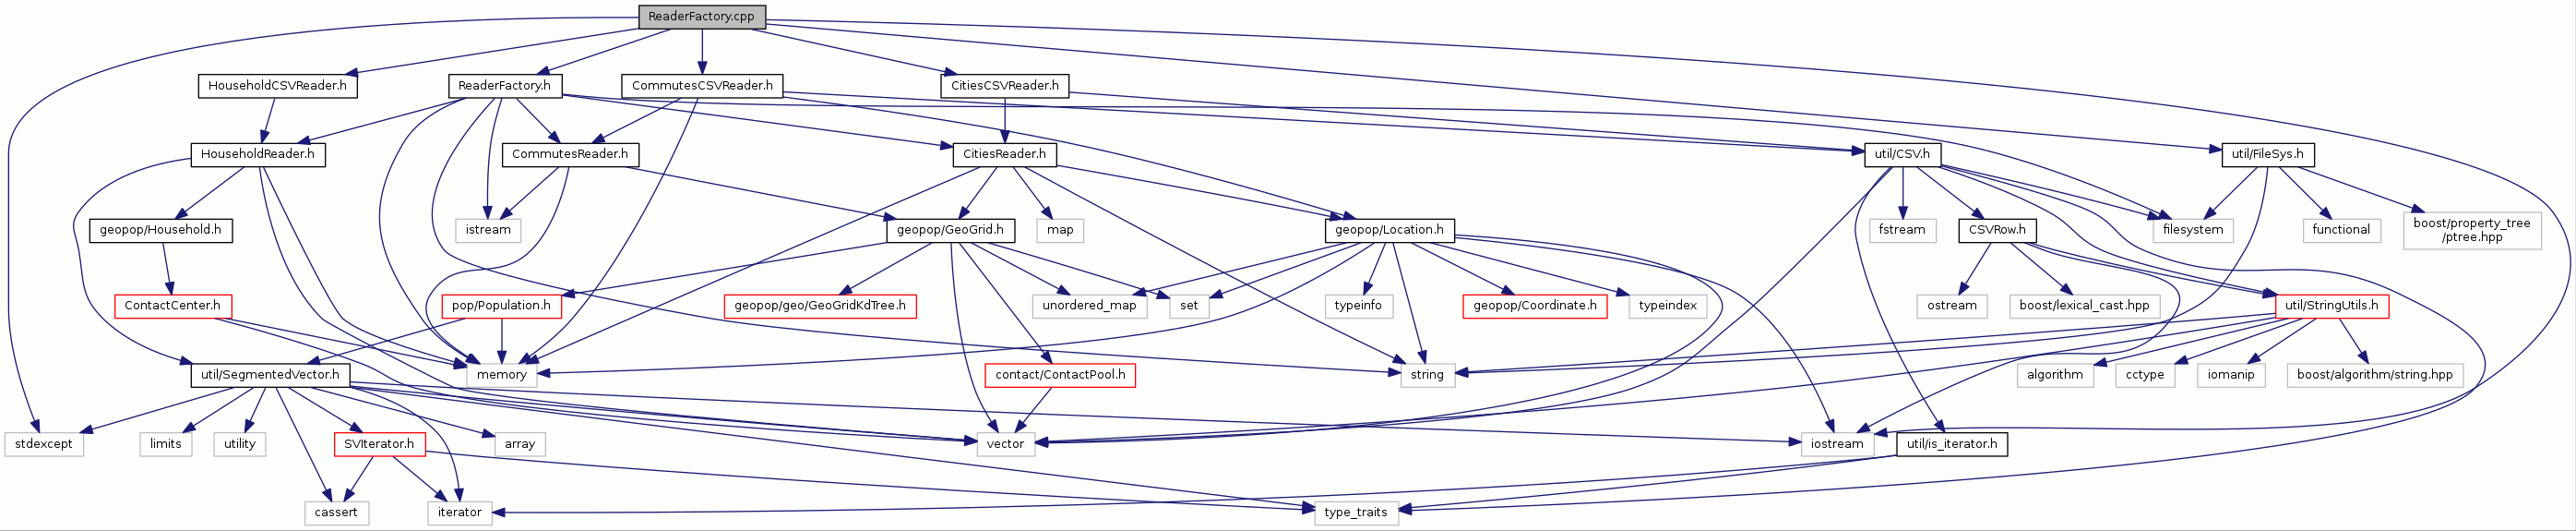 ReaderFactory.cpp
HouseholdCSVReader.h
ReaderFactory.h
CommutesCSVReader.h
CitiesCSVReader.h
HouseholdReader.h
CommutesReader.h
CitiesReader.h
util/CSV.h
util/FileSys.h
geopop/Household.h
istream
geopop/GeoGrid.h
map
geopop/Location.h
fstream
CSVRow.h
filesystem
functional
boost/property_tree
/ptree.hpp
ContactCenter.h
pop/Population.h
geopop/geo/GeoGridKdTree.h
unordered_map
set
typeinfo
geopop/Coordinate.h
typeindex
ostream
boost/lexical_cast.hpp
util/StringUtils.h
util/SegmentedVector.h
memory
contact/ContactPool.h
string
algorithm
cctype
iomanip
boost/algorithm/string.hpp
stdexcept
limits
utility
SVIterator.h
array
vector
iostream
util/is_iterator.h
cassert
iterator
type_traits